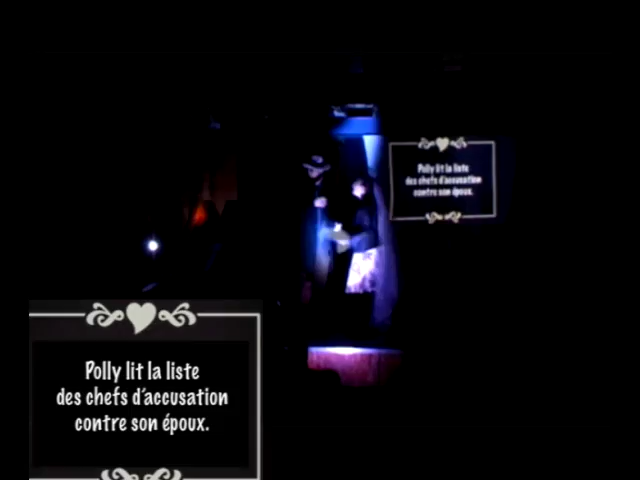 Polly lit la liste
des chefs d'accusation
contre son époux.
Polly lit la liste
des chefs d'accusation
contre son époux.